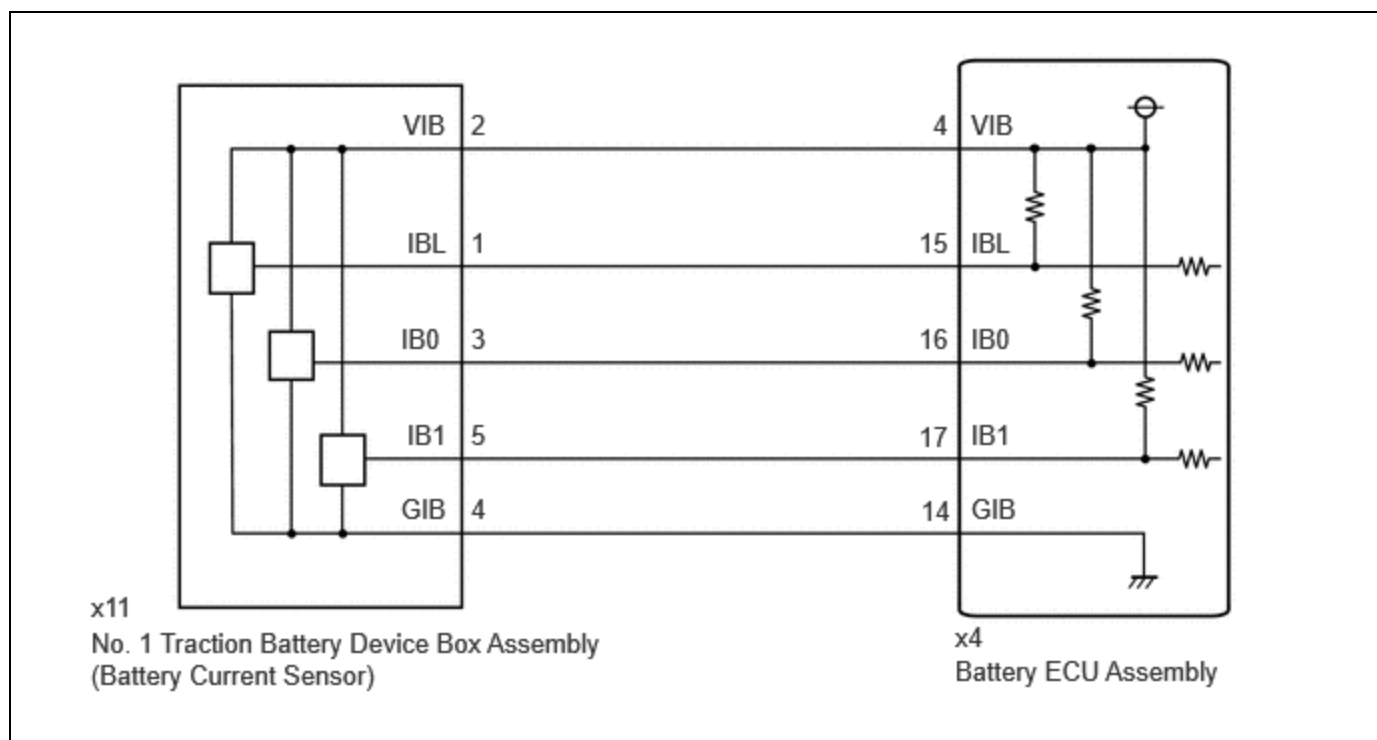 VIB 2 4 VIB
IBL 1 15 IBL
IB0 3 16 IB0
IB1 5 17 IB1
GIB 4 14 GIB
x11
No. 1 Traction Battery Device Box Assembly
(Battery Current Sensor)
x4
Battery ECU Assembly